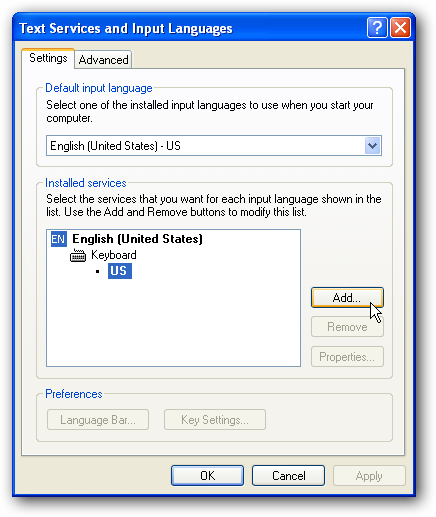 Text Services and Input Languages
Settings
Advanced
Default input language
Select one of the installed input languages to use when you start your
computer.
English (United States) - US
Installed services
Select the services that you want for each input language shown in the
list. Use the Add and Remove buttons to modify this list.
EN English (United States)
Keyboard
• US
Add...
Remove
Properties...
Preferences
Language Bar...
Key Settings...
OK
Cancel
Apply